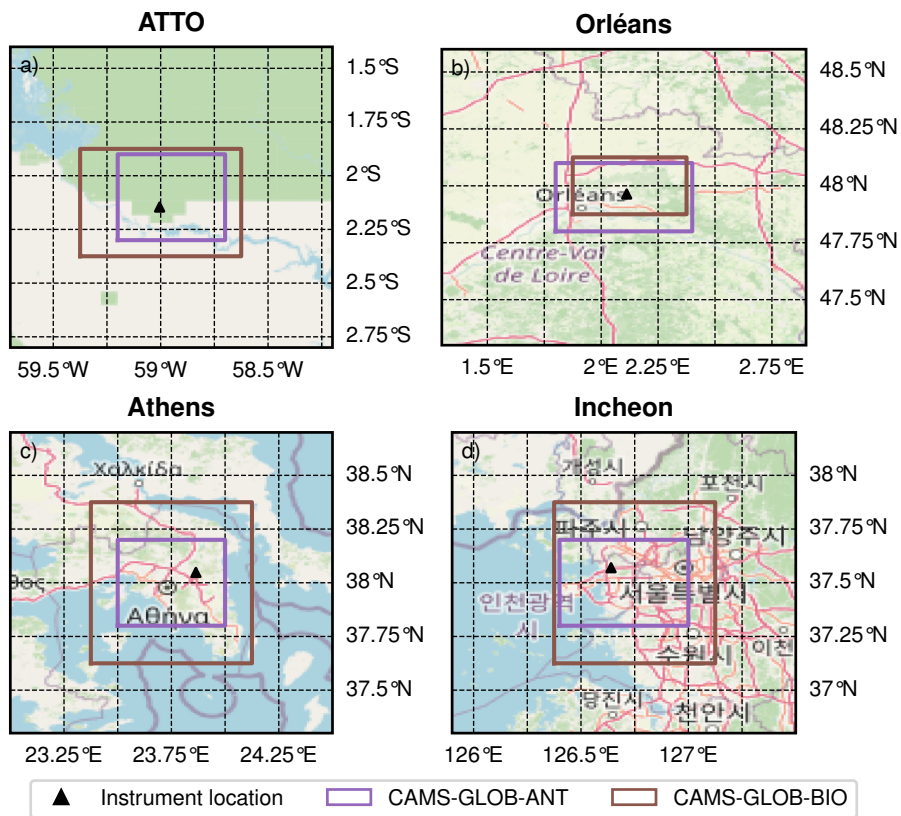 ATTO
Orléans
a)
1.5°S
1.75°S
2°S
2.25°S
2.5°S
2.75°S
59.5°W 59°W 58.5°W
b)
Orléans
Centre-Val
de Loire
48.5°N
48.25°N
48°N
47.75°N
47.5°N
1.5°E 2°E 2.25°E 2.75°E
Athens
Incheon
c)
Χαλκίδα
θος
Αθήνα
38.5°N
38.25°N
38°N
37.75°N
37.5°N
23.25°E 23.75°E 24.25°E
d)
개성시
포천시
파주시
남양주시
서울특별시
인천광역
시
수원시
이천
당진시
천안시
38°N
37.75°N
37.5°N
37.25°N
37°N
126°E 126.5°E 127°E
Instrument location CAMS-GLOB-ANT CAMS-GLOB-BIO